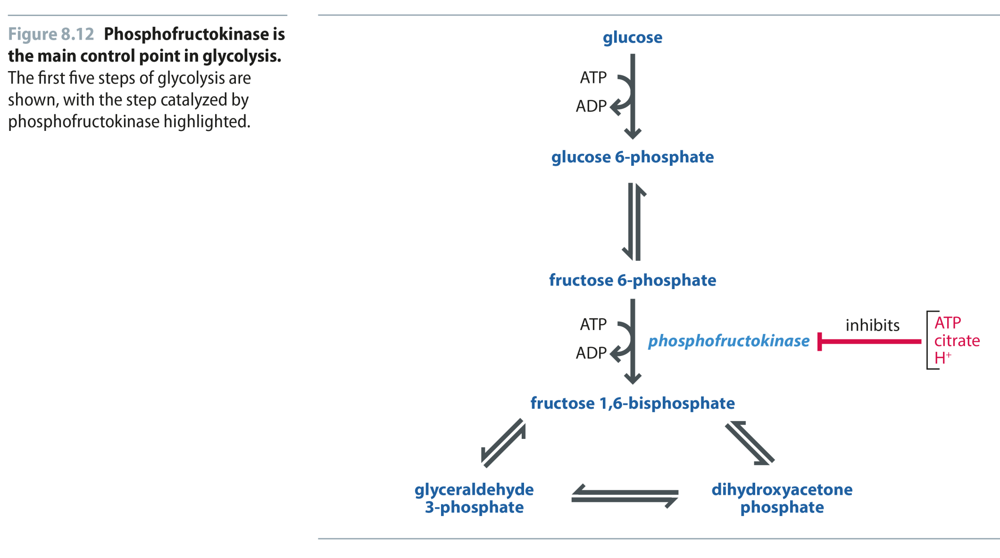 Figure 8.12 Phosphofructokinase is
the main control point in glycolysis.
The first five steps of glycolysis are
shown, with the step catalyzed by
phosphofructokinase highlighted.
glucose
ATP
ADP
glucose 6-phosphate
fructose 6-phosphate
ATP
ADP
phosphofructokinase
inhibits
ATP
citrate
H⁺
fructose 1,6-bisphosphate
glyceraldehyde
3-phosphate
dihydroxyacetone
phosphate